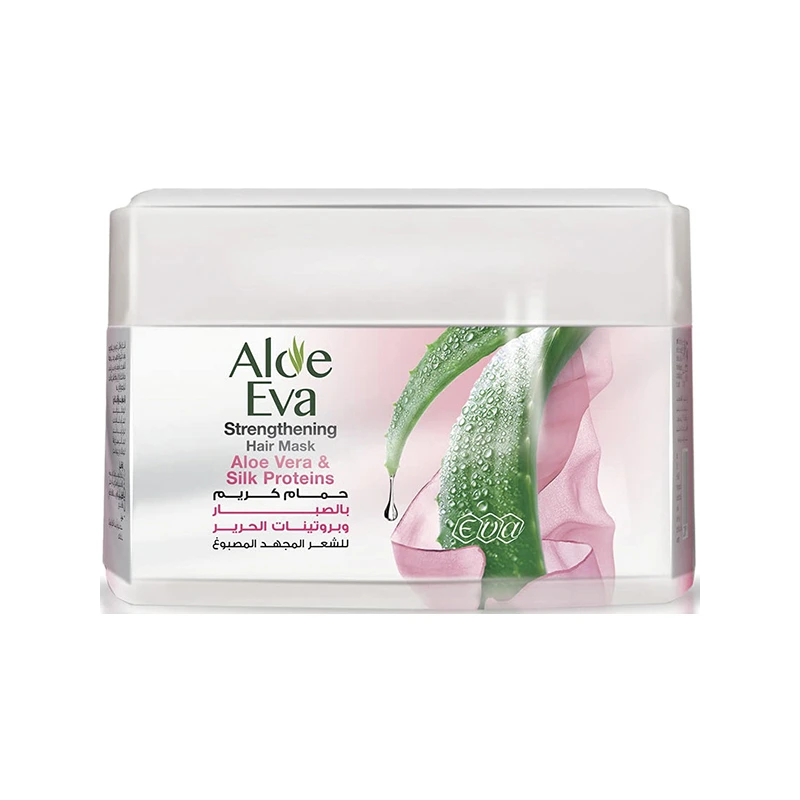 Aloe
Eva
Strengthening
Hair Mask
Aloe Vera &
Silk Proteins
حمام كريم
بالصبار
وبروتينات الحرير
للشعر المجهد المصبوغ
Eva